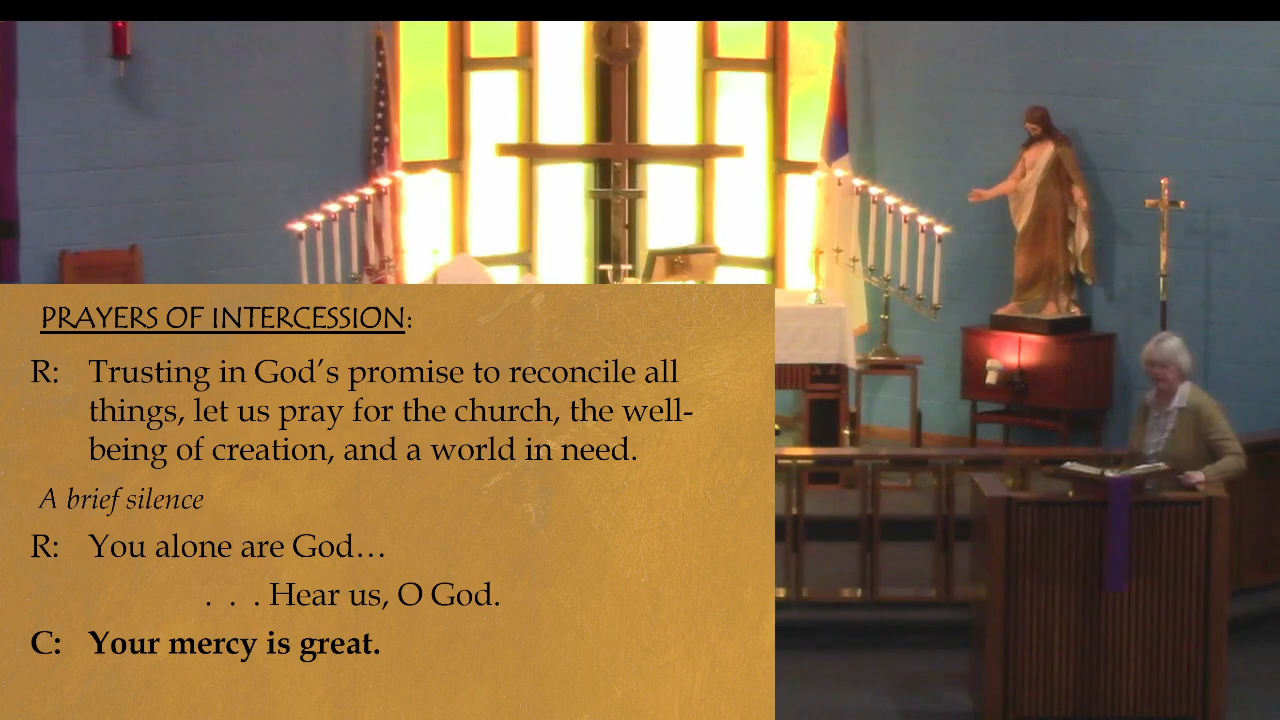 PRAYERS OF INTERCESSION:
R: Trusting in God’s promise to reconcile all
things, let us pray for the church, the well-
being of creation, and a world in need.
A brief silence
R: You alone are God…
. . . Hear us, O God.
C: Your mercy is great.